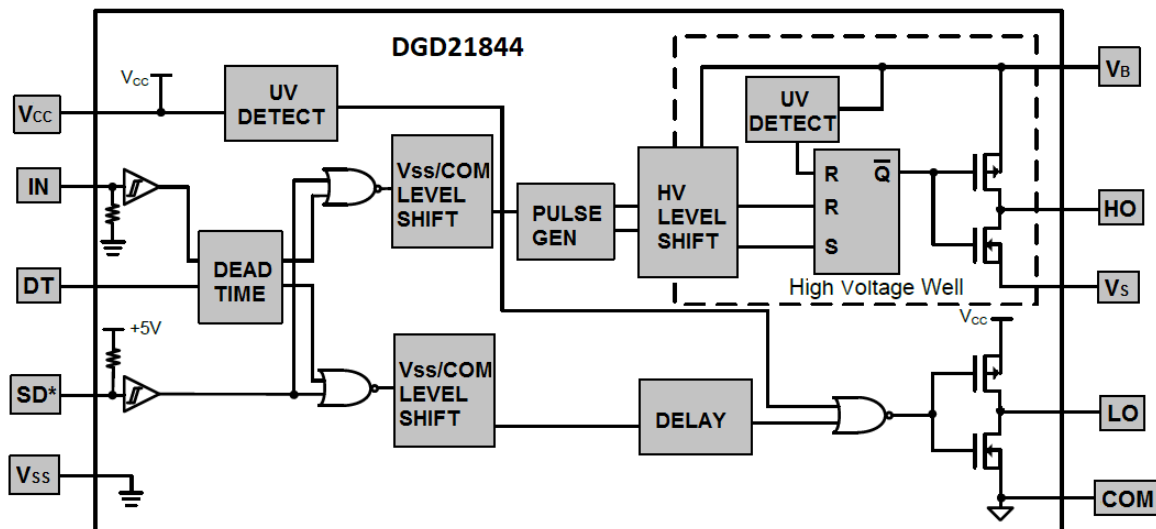 DGD21844
VCC
VCC
UV
DETECT
VB
UV
DETECT
IN
Vss/COM
LEVEL
SHIFT
PULSE
GEN
HV
LEVEL
SHIFT
R
Q̅
R
S
HO
DT
DEAD
TIME
High Voltage Well
VS
+5V
VCC
SD*
Vss/COM
LEVEL
SHIFT
DELAY
LO
VSS
COM